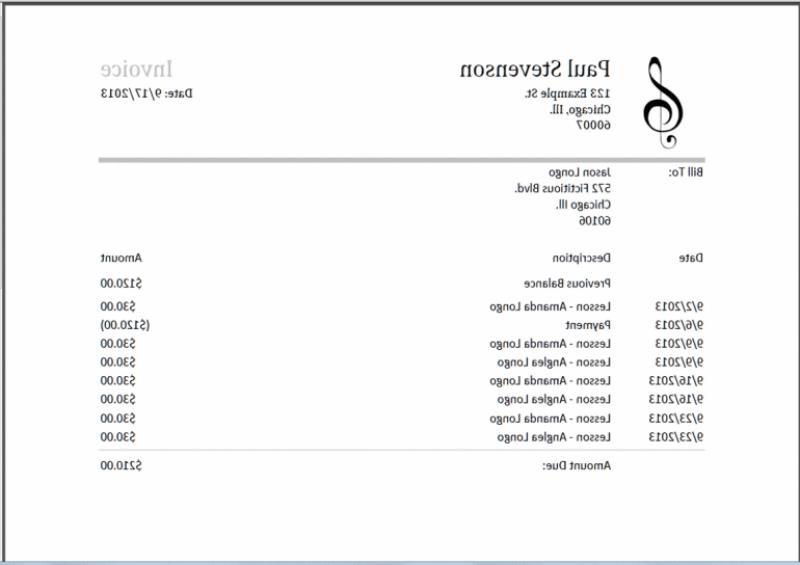 Paul Stevenson Invoice
123 Example St. Date: 9/17/2013
Chicago, Ill.
60007
Bill To: Jason Longo
572 Fictitious Blvd.
Chicago Ill.
60106
Date Description Amount
Previous Balance $120.00
9/2/2013 Lesson - Amanda Longo $30.00
9/6/2013 Payment ($120.00)
9/9/2013 Lesson - Amanda Longo $30.00
9/9/2013 Lesson - Anglea Longo $30.00
9/16/2013 Lesson - Amanda Longo $30.00
9/16/2013 Lesson - Anglea Longo $30.00
9/23/2013 Lesson - Amanda Longo $30.00
9/23/2013 Lesson - Anglea Longo $30.00
Amount Due: $210.00